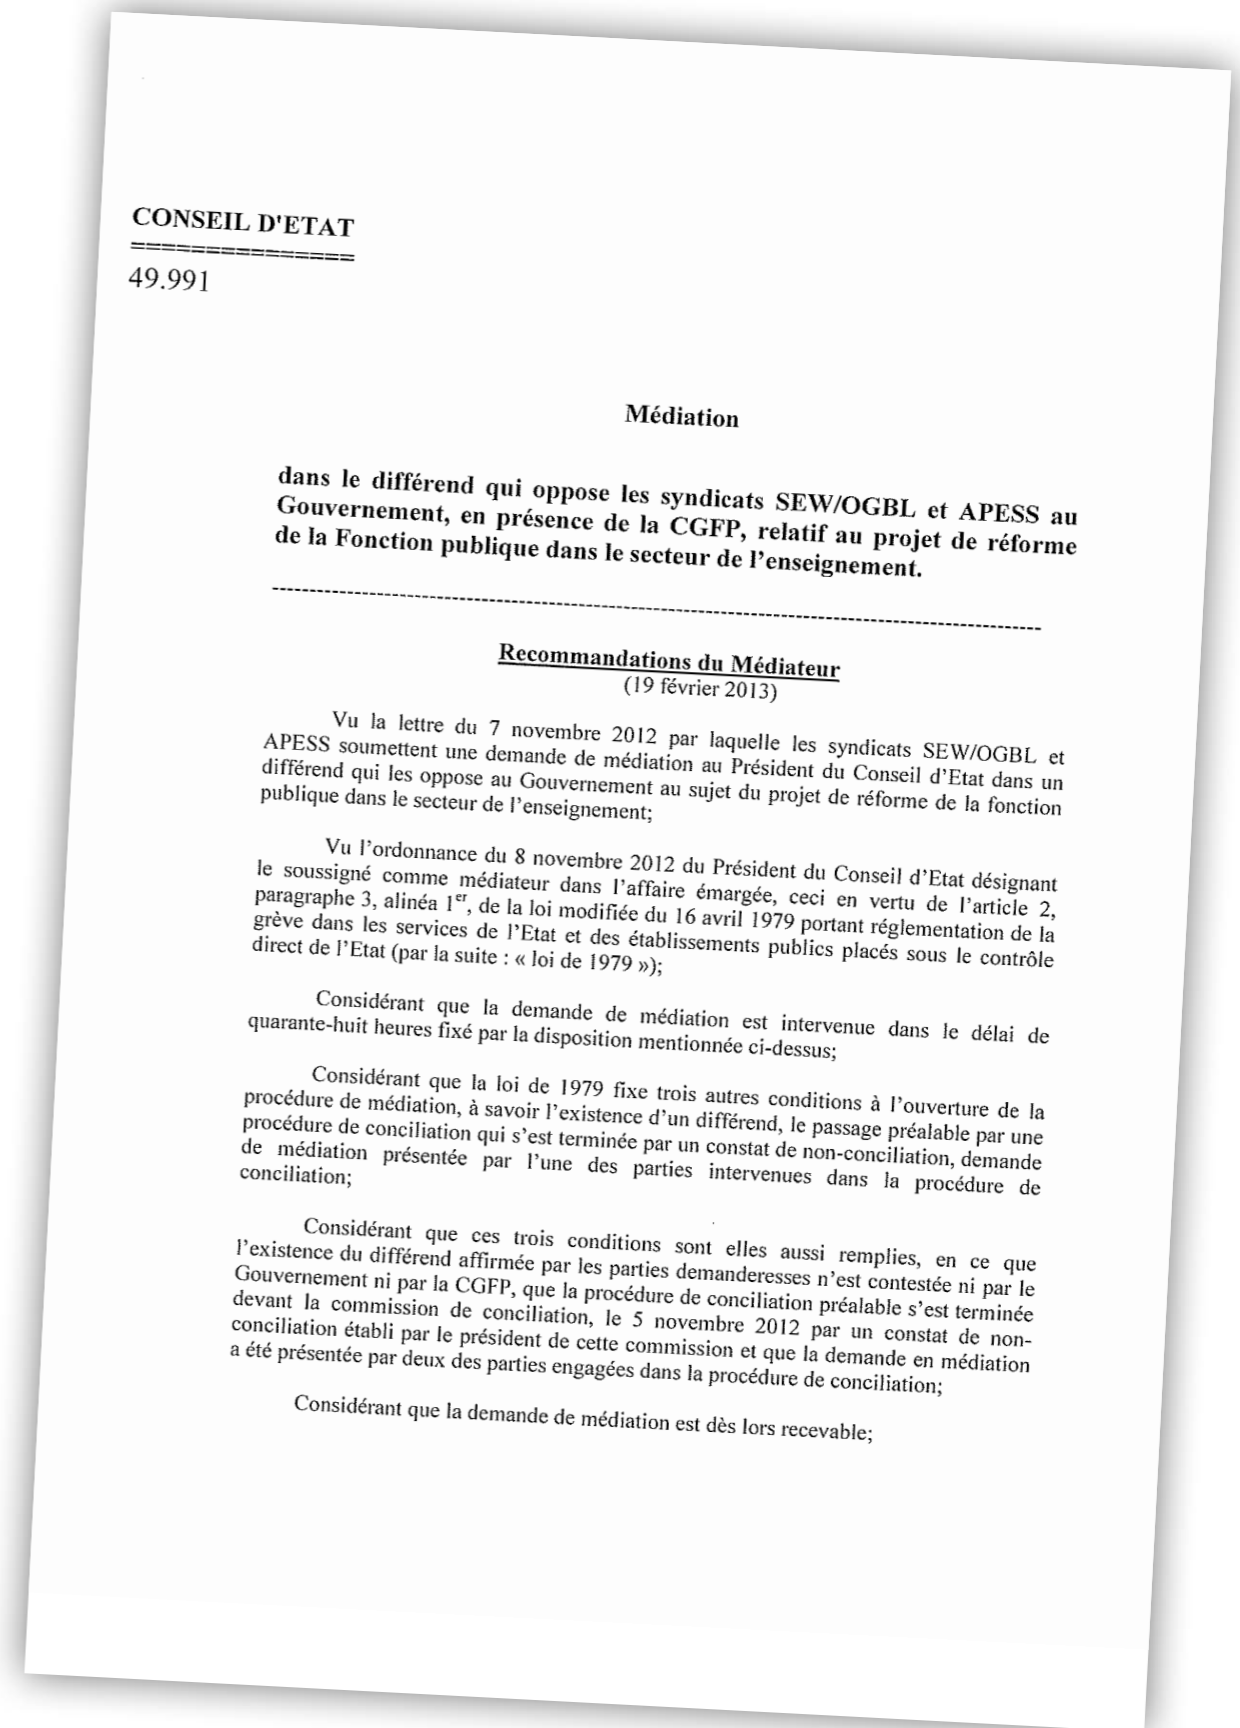 CONSEIL D'ETAT
===============
49.991
Médiation
dans le différend qui oppose les syndicats SEW/OGBL et APESS au
Gouvernement, en présence de la CGFP, relatif au projet de réforme
de la Fonction publique dans le secteur de l’enseignement.
-----------------------------------------------------------------------------------------------------
Recommandations du Médiateur
(19 février 2013)
Vu la lettre du 7 novembre 2012 par laquelle les syndicats SEW/OGBL et
APESS soumettent une demande de médiation au Président du Conseil d’Etat dans un
différend qui les oppose au Gouvernement au sujet du projet de réforme de la fonction
publique dans le secteur de l’enseignement;
Vu l’ordonnance du 8 novembre 2012 du Président du Conseil d’Etat désignant
le soussigné comme médiateur dans l’affaire émargée, ceci en vertu de l’article 2,
paragraphe 3, alinéa 1er, de la loi modifiée du 16 avril 1979 portant réglementation de la
grève dans les services de l’Etat et des établissements publics placés sous le contrôle
direct de l’Etat (par la suite : « loi de 1979 »);
Considérant que la demande de médiation est intervenue dans le délai de
quarante-huit heures fixé par la disposition mentionnée ci-dessus;
Considérant que la loi de 1979 fixe trois autres conditions à l’ouverture de la
procédure de médiation, à savoir l’existence d’un différend, le passage préalable par une
procédure de conciliation qui s’est terminée par un constat de non-conciliation, demande
de médiation présentée par l’une des parties intervenues dans la procédure de
conciliation;
Considérant que ces trois conditions sont elles aussi remplies, en ce que
l’existence du différend affirmée par les parties demanderesses n’est contestée ni par le
Gouvernement ni par la CGFP, que la procédure de conciliation préalable s’est terminée
devant la commission de conciliation, le 5 novembre 2012 par un constat de non-
conciliation établi par le président de cette commission et que la demande en médiation
a été présentée par deux des parties engagées dans la procédure de conciliation;
Considérant que la demande de médiation est dès lors recevable;